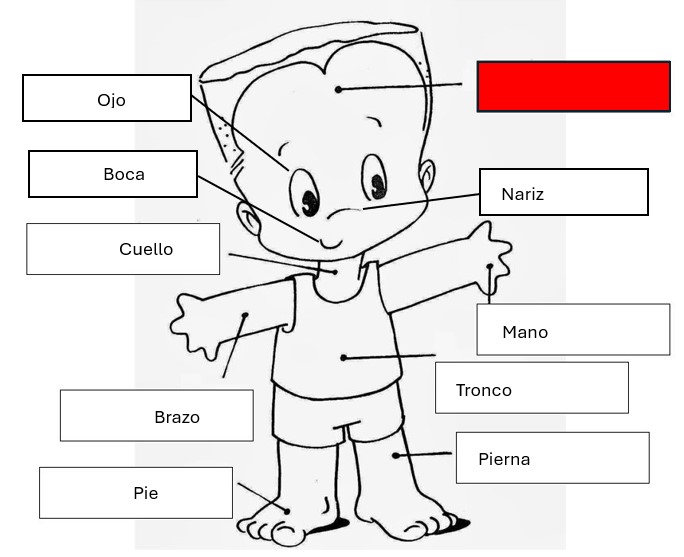 Ojo
Boca
Nariz
Cuello
Mano
Tronco
Brazo
Pierna
Pie